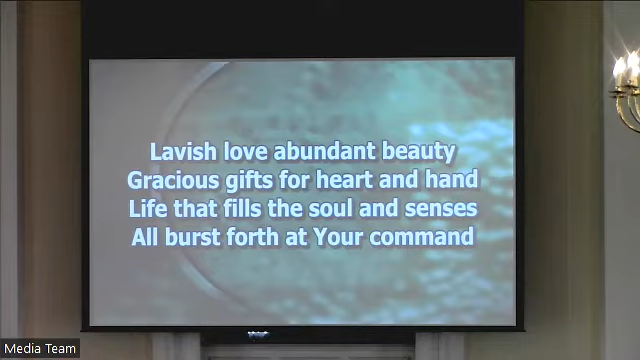 Lavish love abundant beauty
Gracious gifts for heart and hand
Life that fills the soul and senses
All burst forth at Your command
Media Team